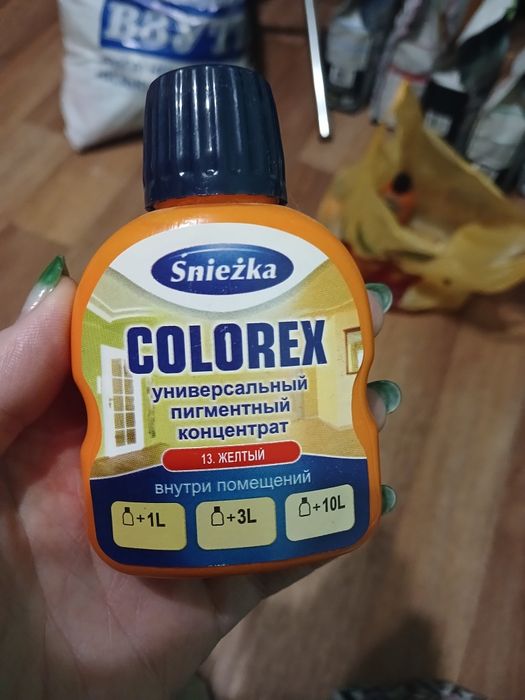 Śnieżka
COLOREX
универсальный
пигментный
концентрат
13. ЖЕЛТЫЙ
внутри помещений
+1L
+3L
+10L